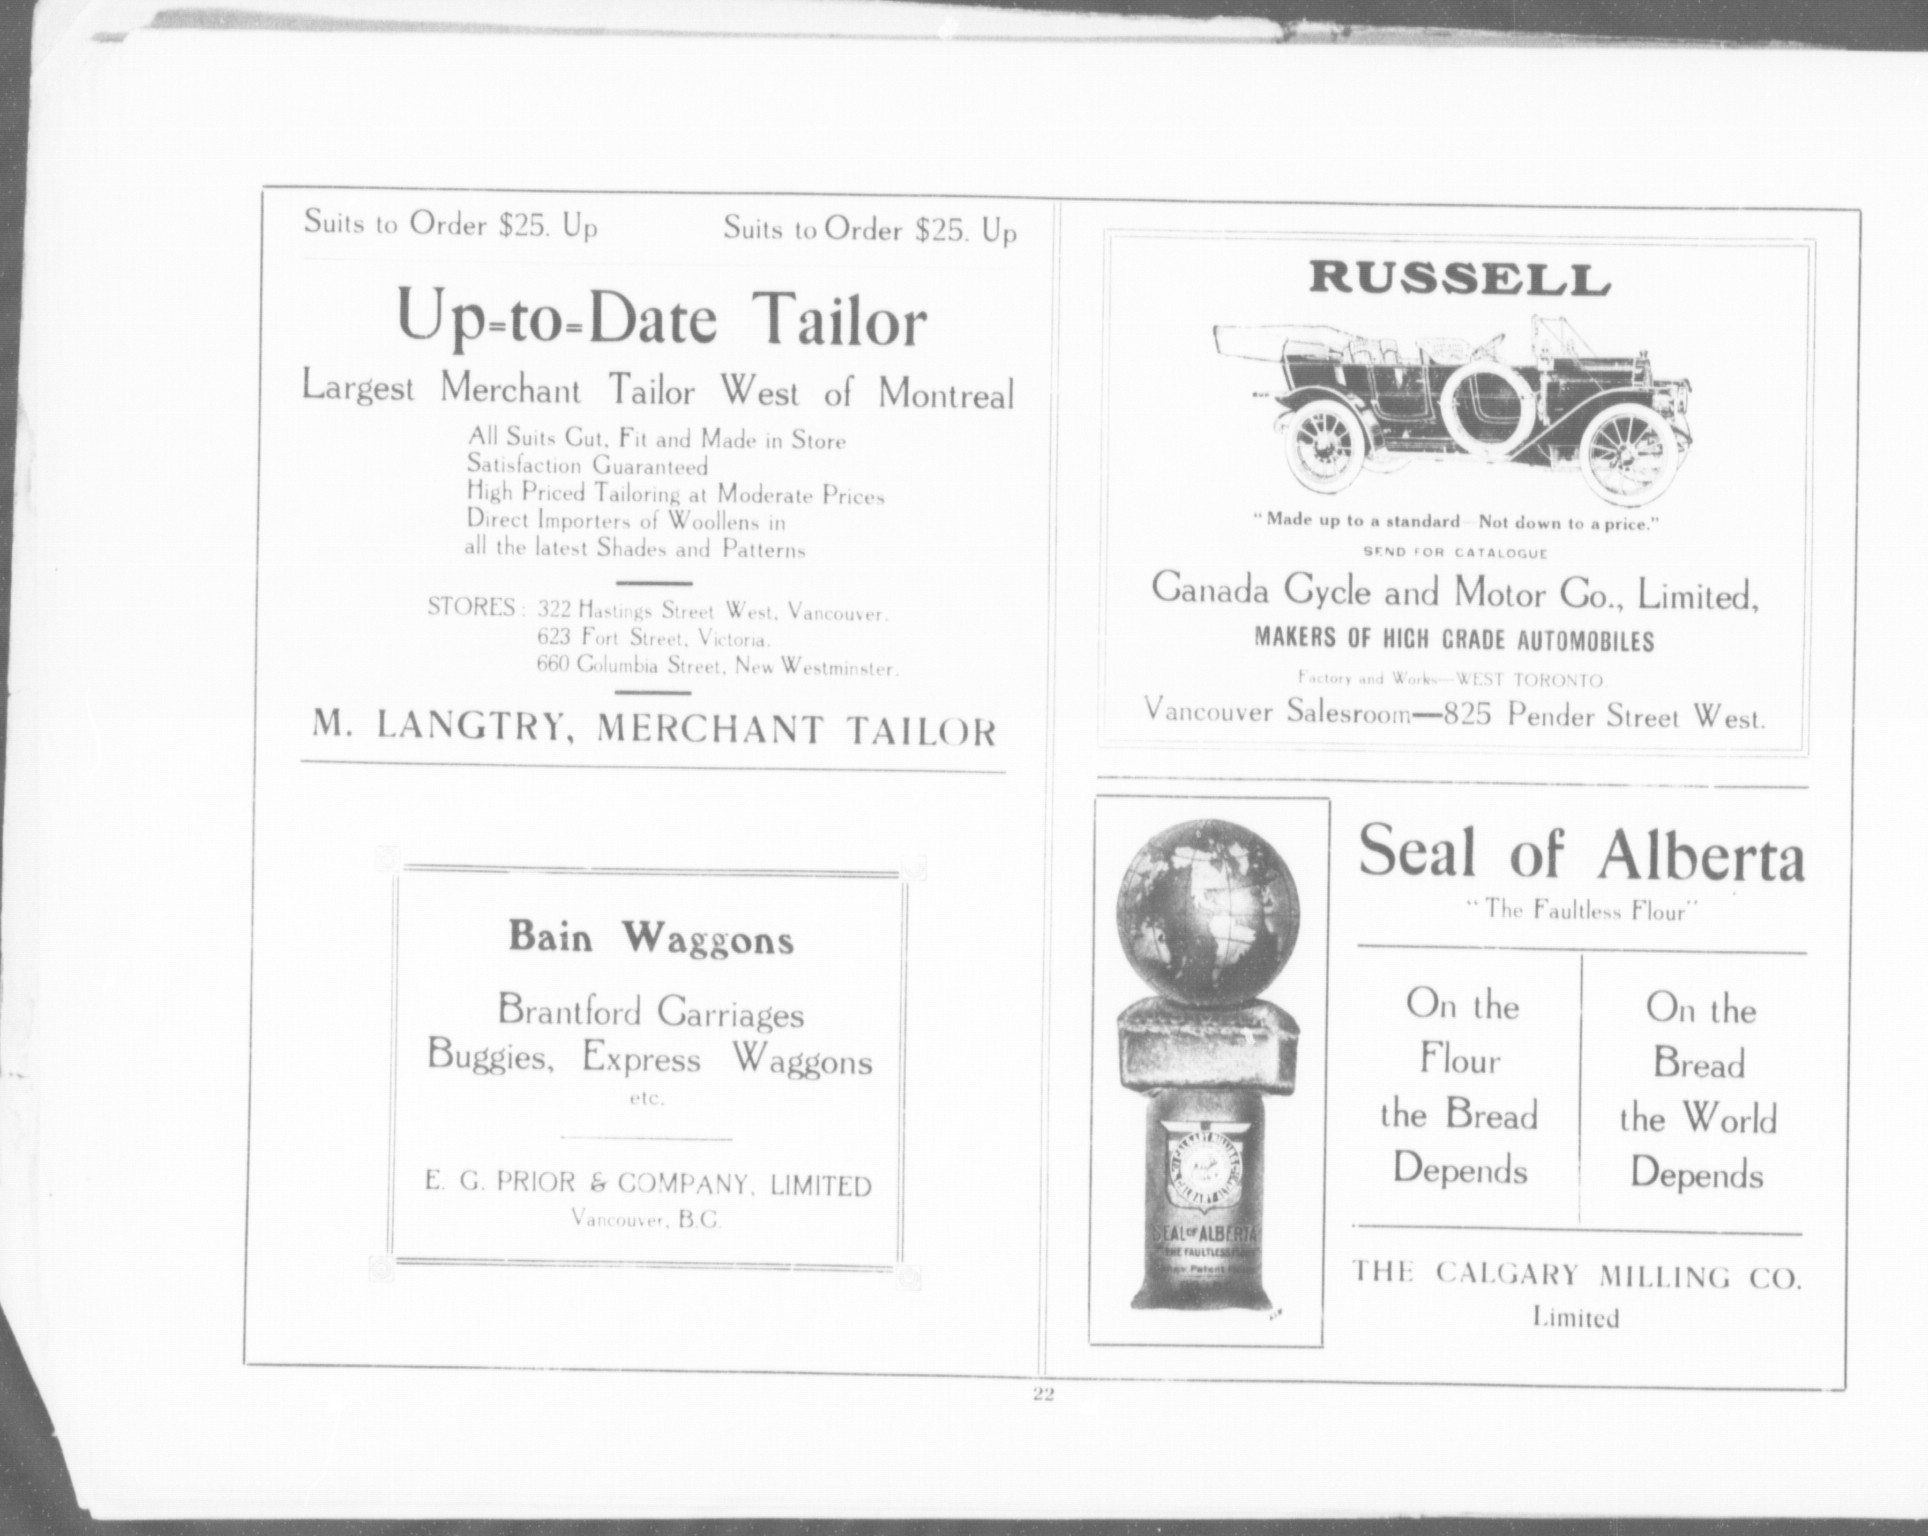 Suits to Order $25. Up Suits to Order $25. Up
Up-to-Date Tailor
Largest Merchant Tailor West of Montreal
All Suits Cut, Fit and Made in Store
Satisfaction Guaranteed
High Priced Tailoring at Moderate Prices
Direct Importers of Woollens in
all the latest Shades and Patterns
STORES: 322 Hastings Street West, Vancouver.
623 Fort Street, Victoria.
660 Columbia Street, New Westminster.
M. LANGTRY, MERCHANT TAILOR
Bain Waggons
Brantford Carriages
Buggies, Express Waggons
etc.
E. G. PRIOR & COMPANY, LIMITED
Vancouver, B.C.
RUSSELL
"Made up to a standard—Not down to a price."
SEND FOR CATALOGUE
Canada Cycle and Motor Co., Limited,
MAKERS OF HIGH GRADE AUTOMOBILES
Factory and Works—WEST TORONTO
Vancouver Salesroom—825 Pender Street West.
SEAL OF ALBERTA
THE FAULTLESS FLOUR
Patent
Seal of Alberta
"The Faultless Flour"
On the
Flour
the Bread
Depends
On the
Bread
the World
Depends
THE CALGARY MILLING CO.
Limited
22